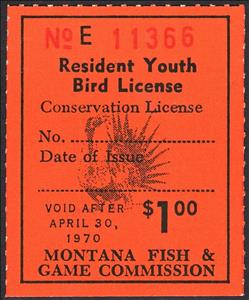 No E 11366
Resident Youth
Bird License
Conservation License
No.
Date of Issue
VOID AFTER
APRIL 30,
1970
$1.00
MONTANA FISH &
GAME COMMISSION